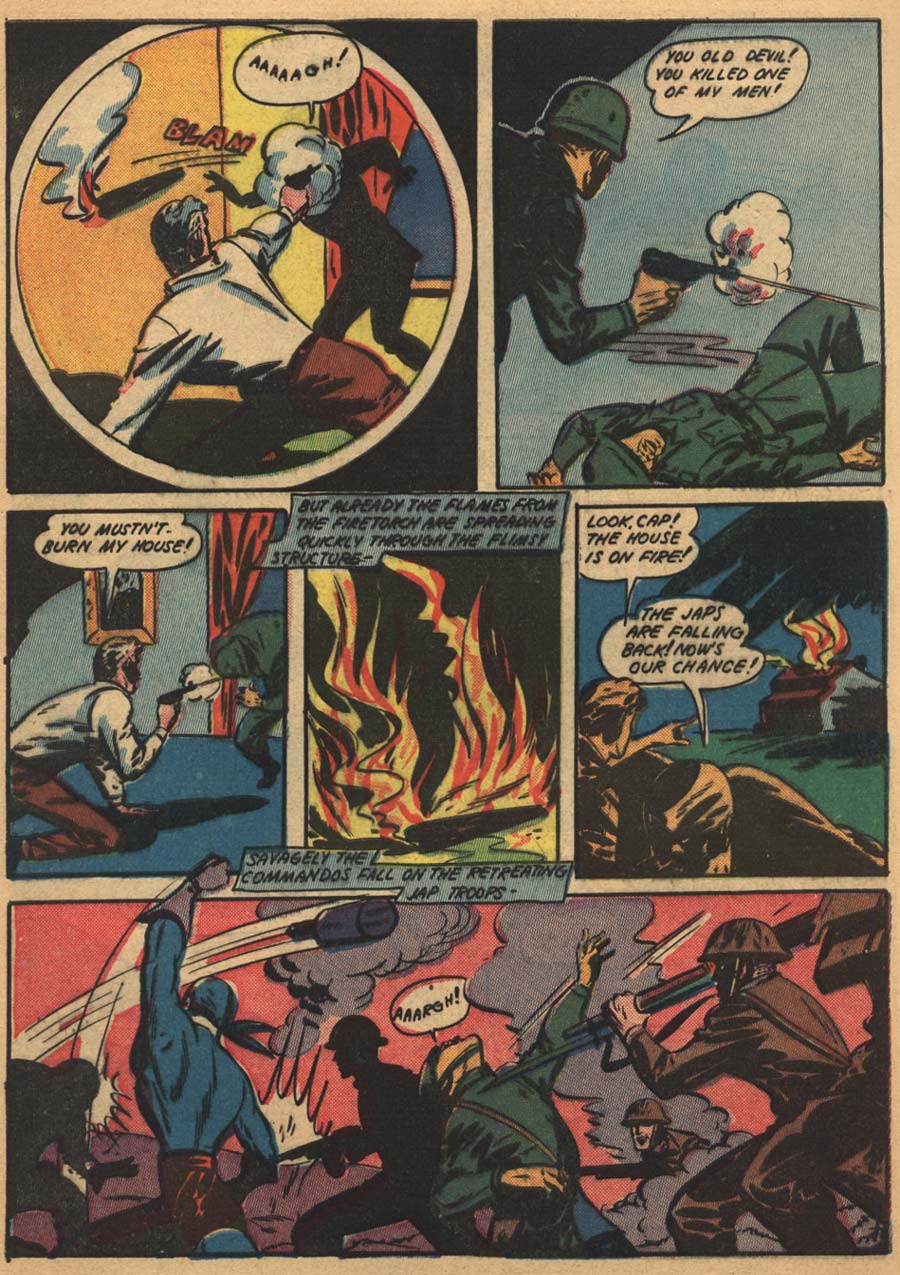 AAAAAGH!
BLAM
YOU OLD DEVIL!
YOU KILLED ONE
OF MY MEN!
YOU MUSTN'T-
BURN MY HOUSE!
BUT ALREADY THE FLAMES FROM
THE FIRETORCH ARE SPREADING
QUICKLY THROUGH THE FLIMSY
STRUCTURE-
LOOK, CAP!
THE HOUSE
IS ON FIRE!
THE JAPS
ARE FALLING
BACK! NOW'S
OUR CHANCE!
SAVAGELY THE
COMMANDOS FALL ON THE RETREATING
JAP TROOPS-
AAARGH!